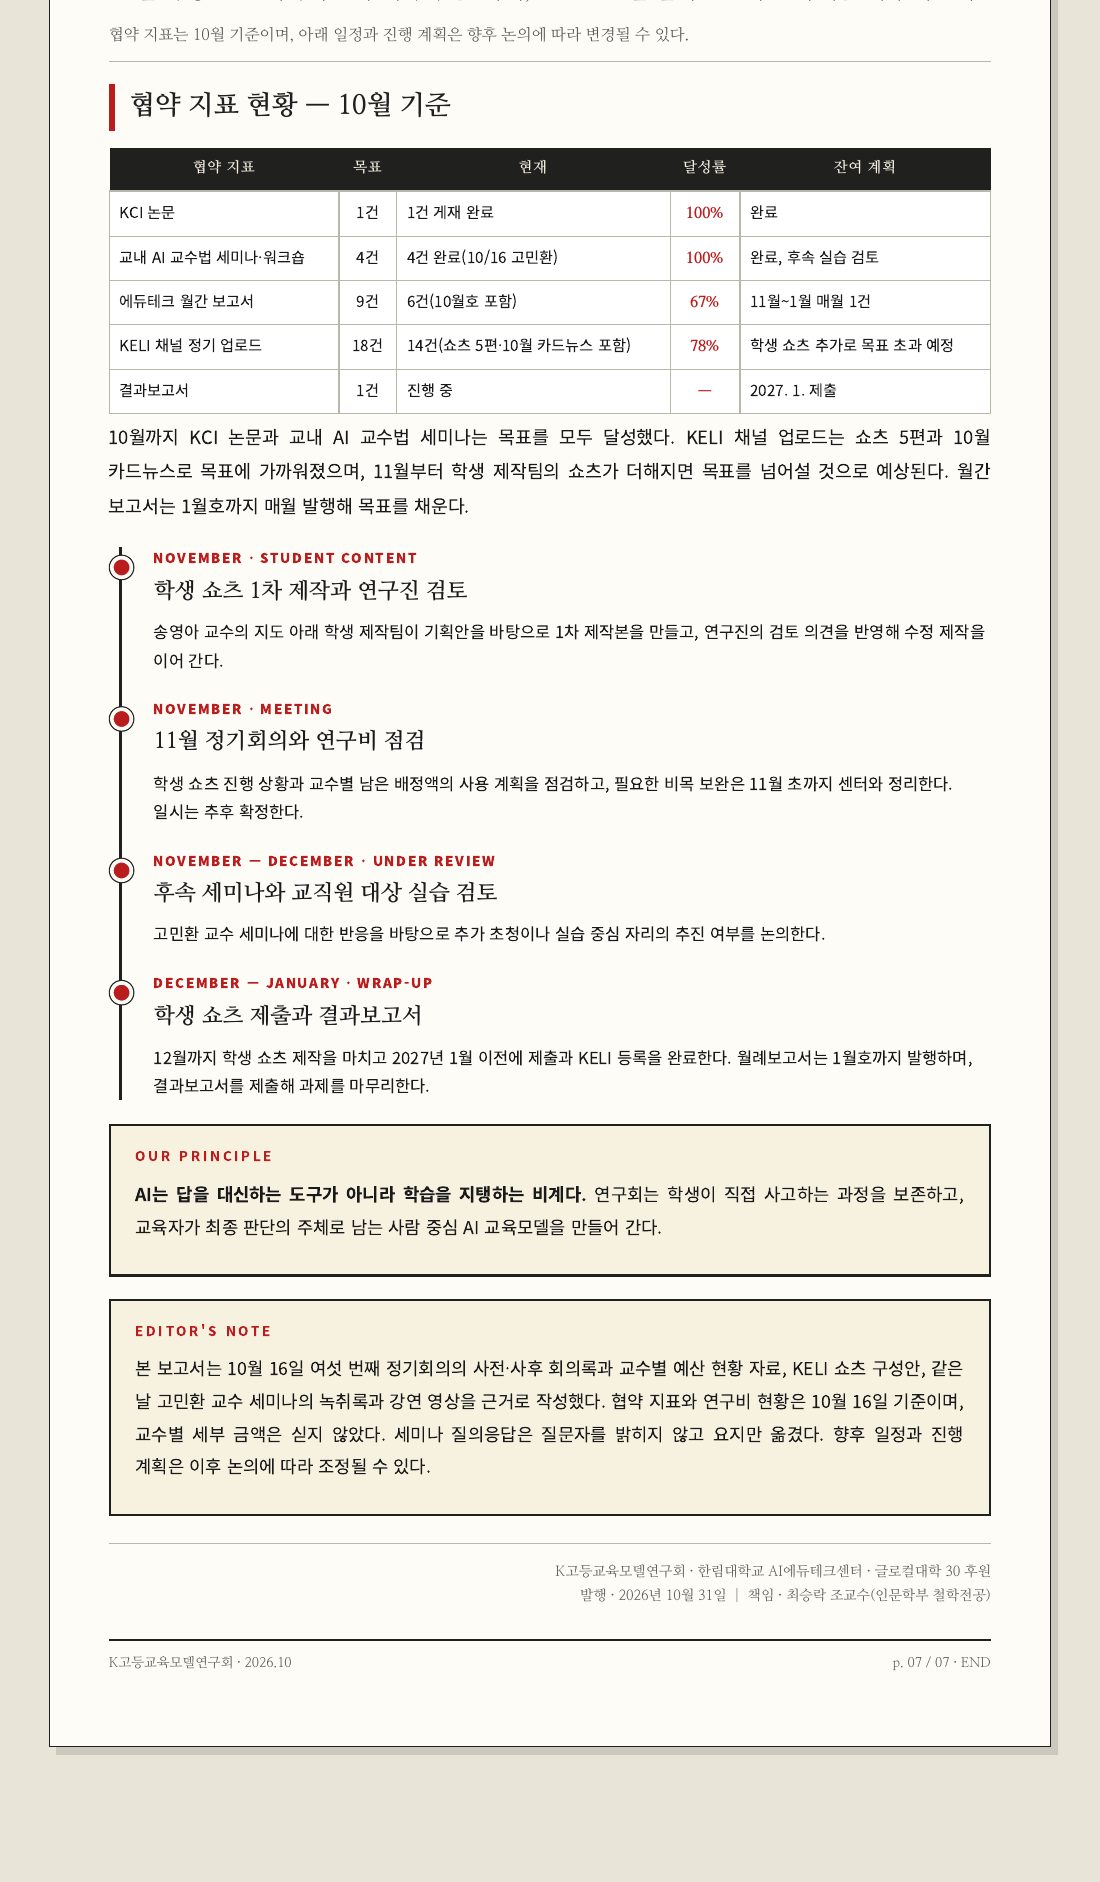 협약 지표는 10월 기준이며, 아래 일정과 진행 계획은 향후 논의에 따라 변경될 수 있다.
협약 지표 현황 — 10월 기준
협약 지표 목표 현재 달성률 잔여 계획
KCI 논문 1건 1건 게재 완료 100% 완료
교내 AI 교수법 세미나·워크숍 4건 4건 완료(10/16 고민환) 100% 완료, 후속 실습 검토
에듀테크 월간 보고서 9건 6건(10월호 포함) 67% 11월~1월 매월 1건
KELI 채널 정기 업로드 18건 14건(쇼츠 5편·10월 카드뉴스 포함) 78% 학생 쇼츠 추가로 목표 초과 예정
결과보고서 1건 진행 중 — 2027. 1. 제출
10월까지 KCI 논문과 교내 AI 교수법 세미나는 목표를 모두 달성했다. KELI 채널 업로드는 쇼츠 5편과 10월
카드뉴스로 목표에 가까워졌으며, 11월부터 학생 제작팀의 쇼츠가 더해지면 목표를 넘어설 것으로 예상된다. 월간
보고서는 1월호까지 매월 발행해 목표를 채운다.
NOVEMBER · STUDENT CONTENT
학생 쇼츠 1차 제작과 연구진 검토
송영아 교수의 지도 아래 학생 제작팀이 기획안을 바탕으로 1차 제작본을 만들고, 연구진의 검토 의견을 반영해 수정 제작을
이어 간다.
NOVEMBER · MEETING
11월 정기회의와 연구비 점검
학생 쇼츠 진행 상황과 교수별 남은 배정액의 사용 계획을 점검하고, 필요한 비목 보완은 11월 초까지 센터와 정리한다.
일시는 추후 확정한다.
NOVEMBER — DECEMBER · UNDER REVIEW
후속 세미나와 교직원 대상 실습 검토
고민환 교수 세미나에 대한 반응을 바탕으로 추가 초청이나 실습 중심 자리의 추진 여부를 논의한다.
DECEMBER — JANUARY · WRAP-UP
학생 쇼츠 제출과 결과보고서
12월까지 학생 쇼츠 제작을 마치고 2027년 1월 이전에 제출과 KELI 등록을 완료한다. 월례보고서는 1월호까지 발행하며,
결과보고서를 제출해 과제를 마무리한다.
OUR PRINCIPLE
AI는 답을 대신하는 도구가 아니라 학습을 지탱하는 비계다. 연구회는 학생이 직접 사고하는 과정을 보존하고,
교육자가 최종 판단의 주체로 남는 사람 중심 AI 교육모델을 만들어 간다.
EDITOR'S NOTE
본 보고서는 10월 16일 여섯 번째 정기회의의 사전·사후 회의록과 교수별 예산 현황 자료, KELI 쇼츠 구성안, 같은
날 고민환 교수 세미나의 녹취록과 강연 영상을 근거로 작성했다. 협약 지표와 연구비 현황은 10월 16일 기준이며,
교수별 세부 금액은 싣지 않았다. 세미나 질의응답은 질문자를 밝히지 않고 요지만 옮겼다. 향후 일정과 진행
계획은 이후 논의에 따라 조정될 수 있다.
K고등교육모델연구회 · 한림대학교 AI에듀테크센터 · 글로컬대학 30 후원
발행 · 2026년 10월 31일 | 책임 · 최승락 조교수(인문학부 철학전공)
K고등교육모델연구회 · 2026.10
p. 07 / 07 · END